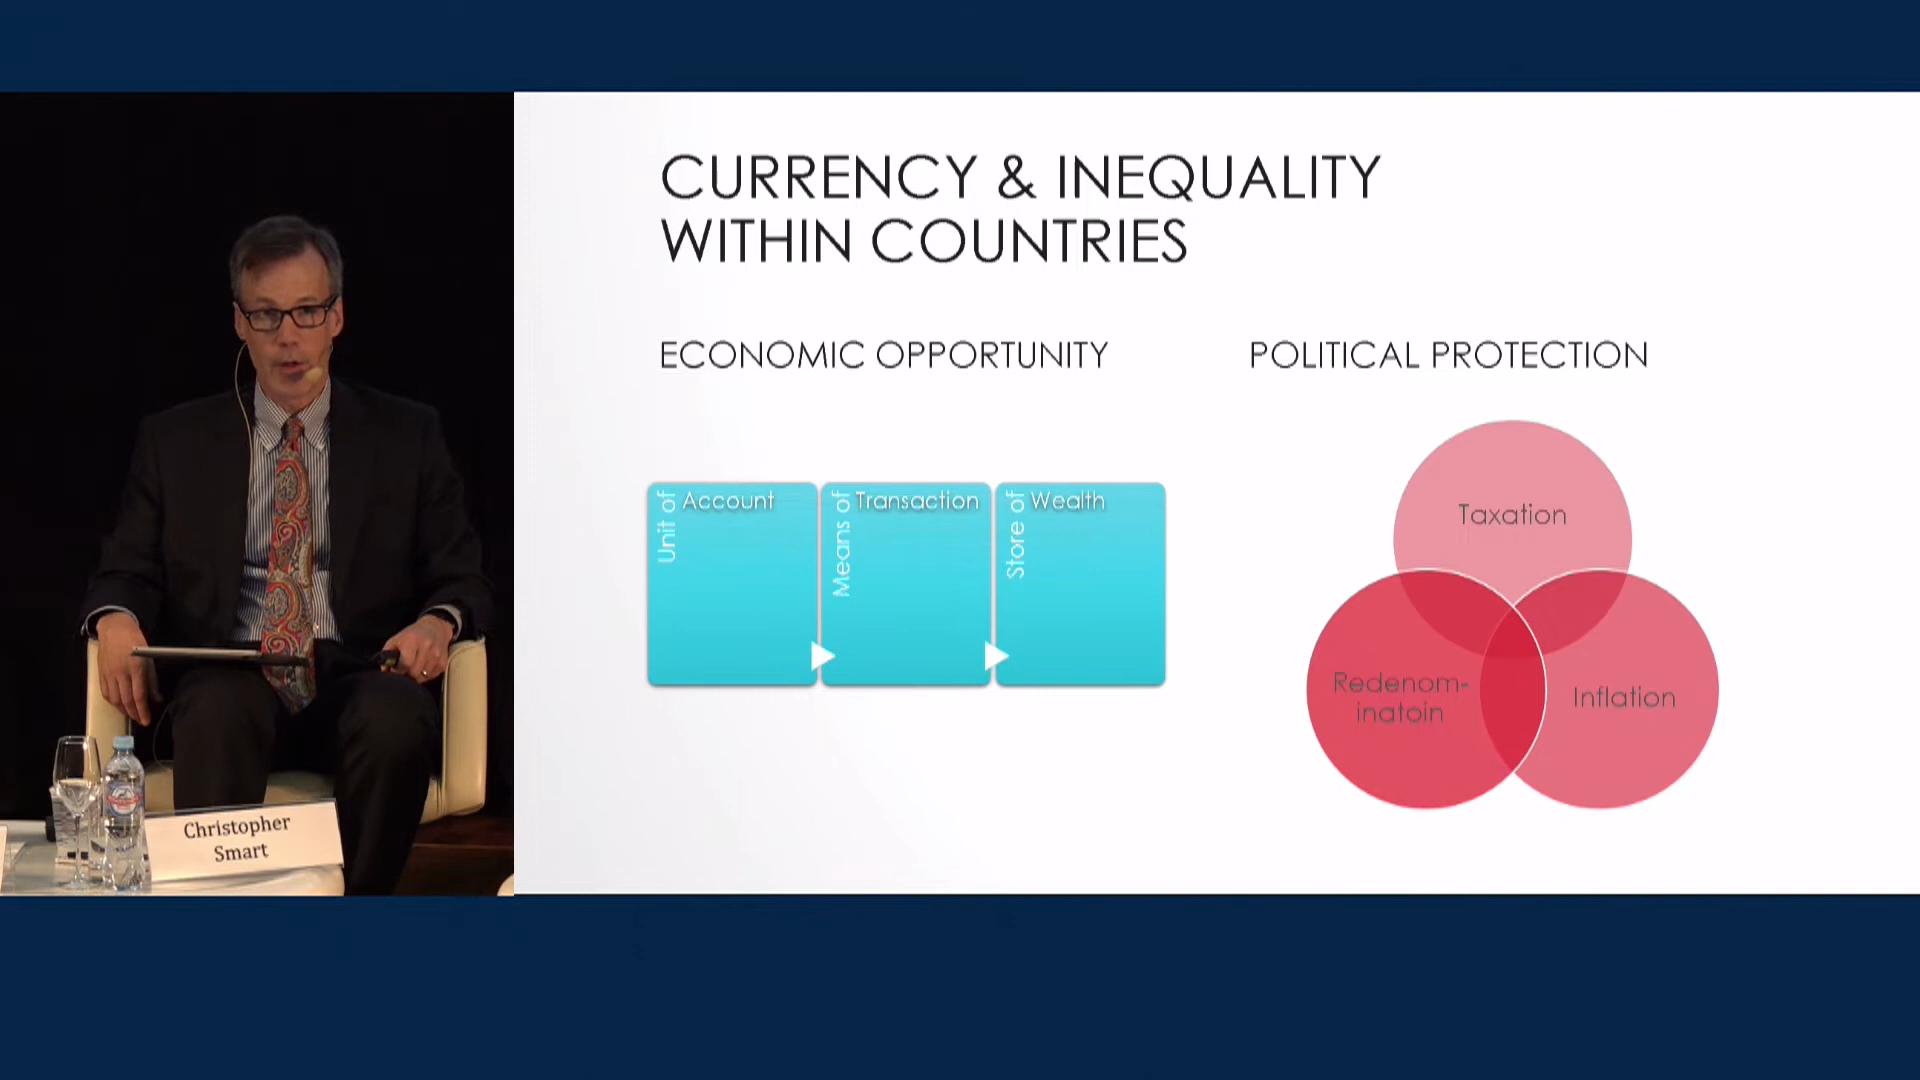 CURRENCY & INEQUALITY
WITHIN COUNTRIES
ECONOMIC OPPORTUNITY
POLITICAL PROTECTION
Unit of
Account
Means of
Transaction
Store of
Wealth
Taxation
Redenom-
inatoin
Inflation
Christopher
Smart